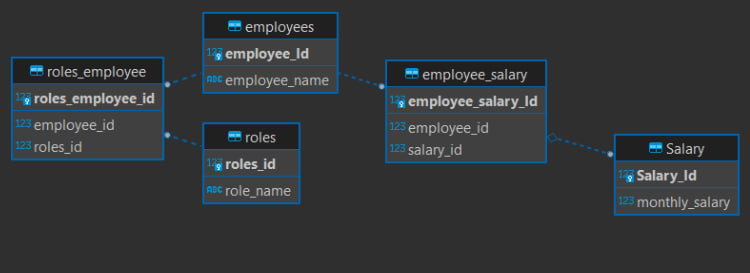 employees
123 employee_Id
ABC employee_name
roles_employee
123 roles_employee_id
123 employee_id
123 roles_id
roles
123 roles_id
ABC role_name
employee_salary
123 employee_salary_Id
123 employee_id
123 salary_id
Salary
123 Salary_Id
123 monthly_salary